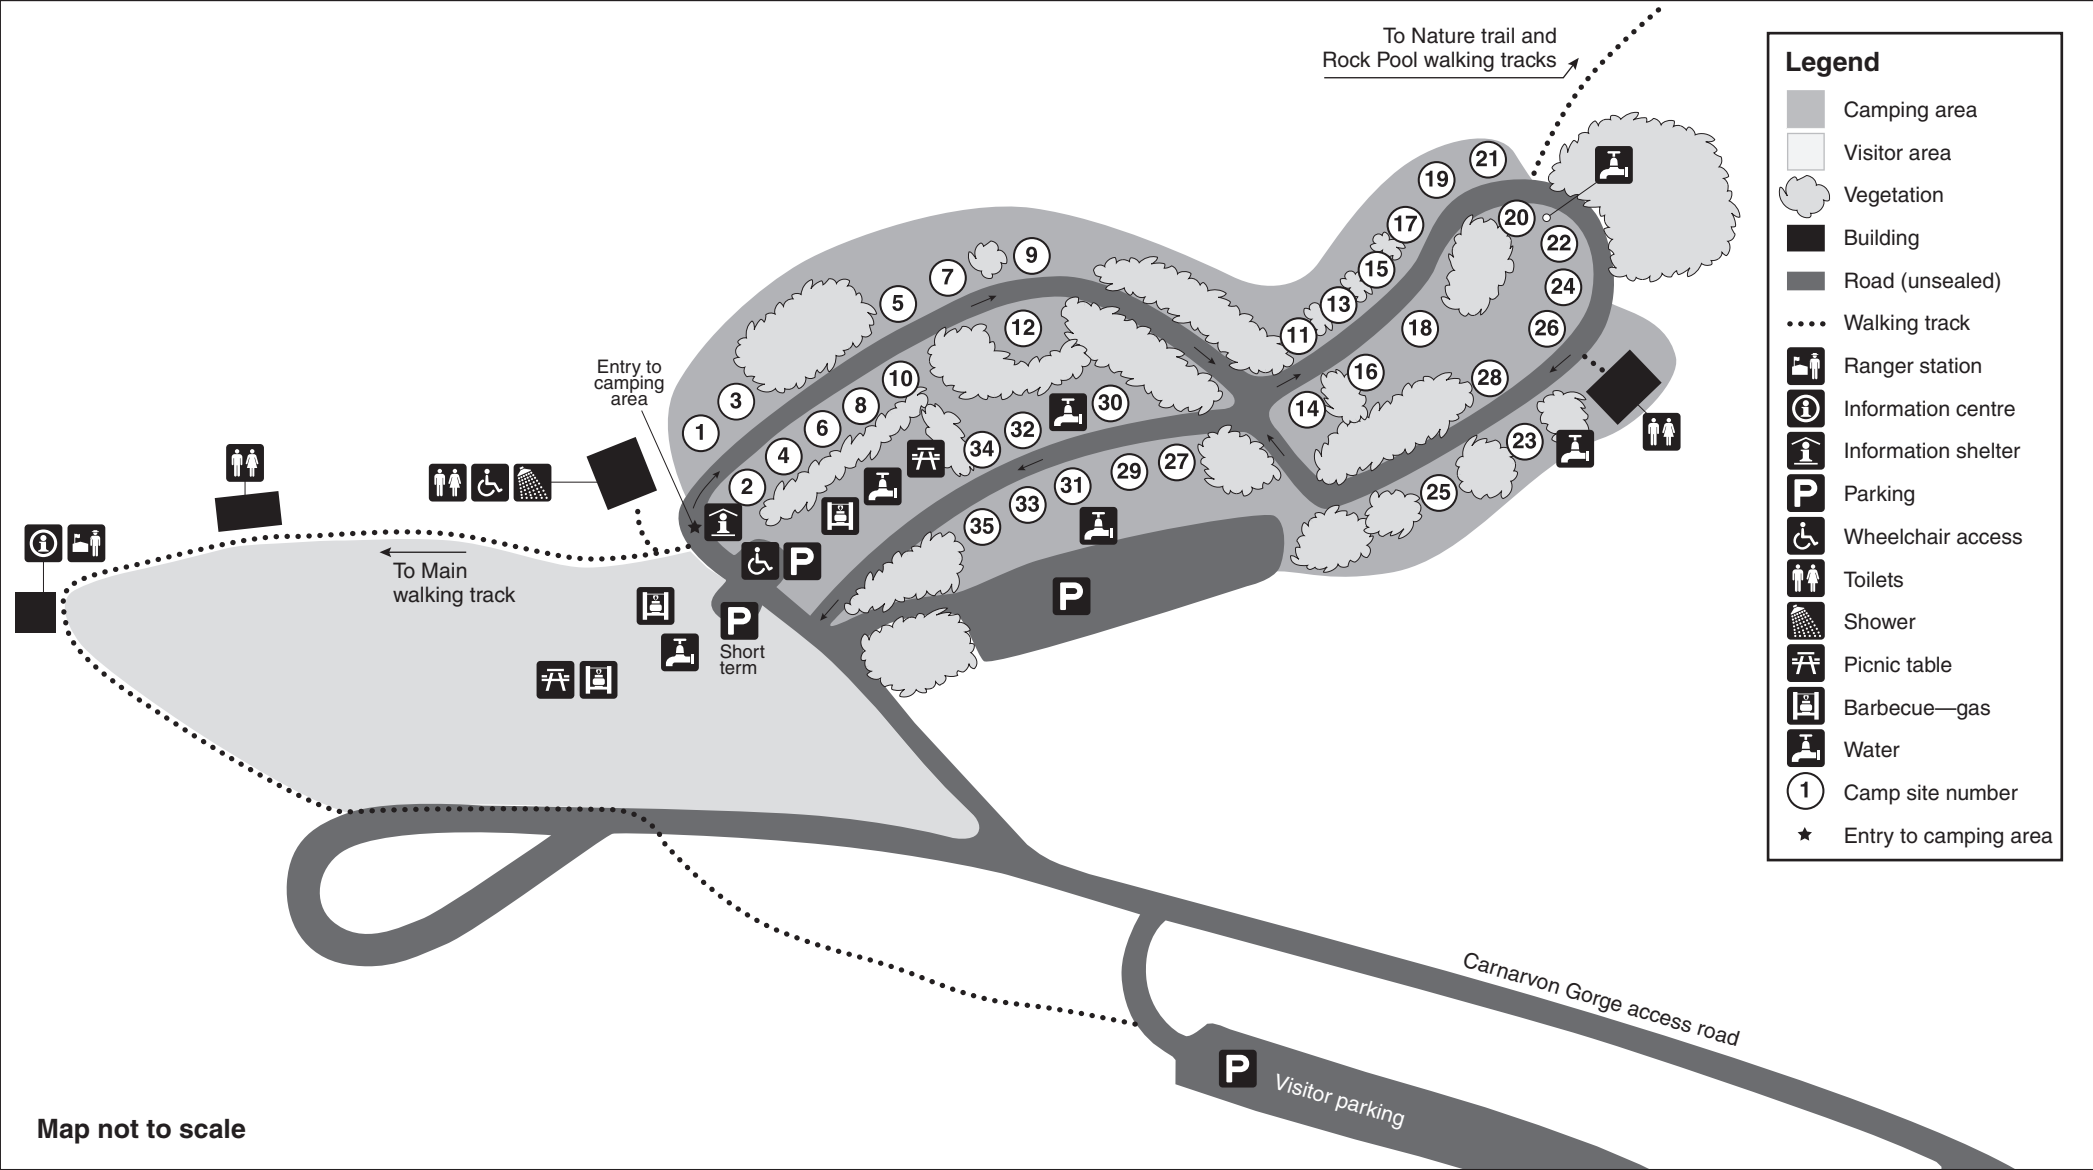 To Nature trail and
Rock Pool walking tracks
Legend
Camping area
Visitor area
Vegetation
Building
Road (unsealed)
Walking track
Ranger station
Information centre
Information shelter
P Parking
Wheelchair access
Toilets
Shower
Picnic table
Barbecue—gas
Water
1 Camp site number
Entry to camping area
21
19
17
20
22
15
24
13
26
11
18
16
28
14
23
25
9
7
5
12
10
3
8
30
1
6
32
4
34
2
27
29
31
33
35
Entry to
camping
area
To Main
walking track
P
P
Short
term
P
Carnarvon Gorge access road
P
Visitor parking
Map not to scale